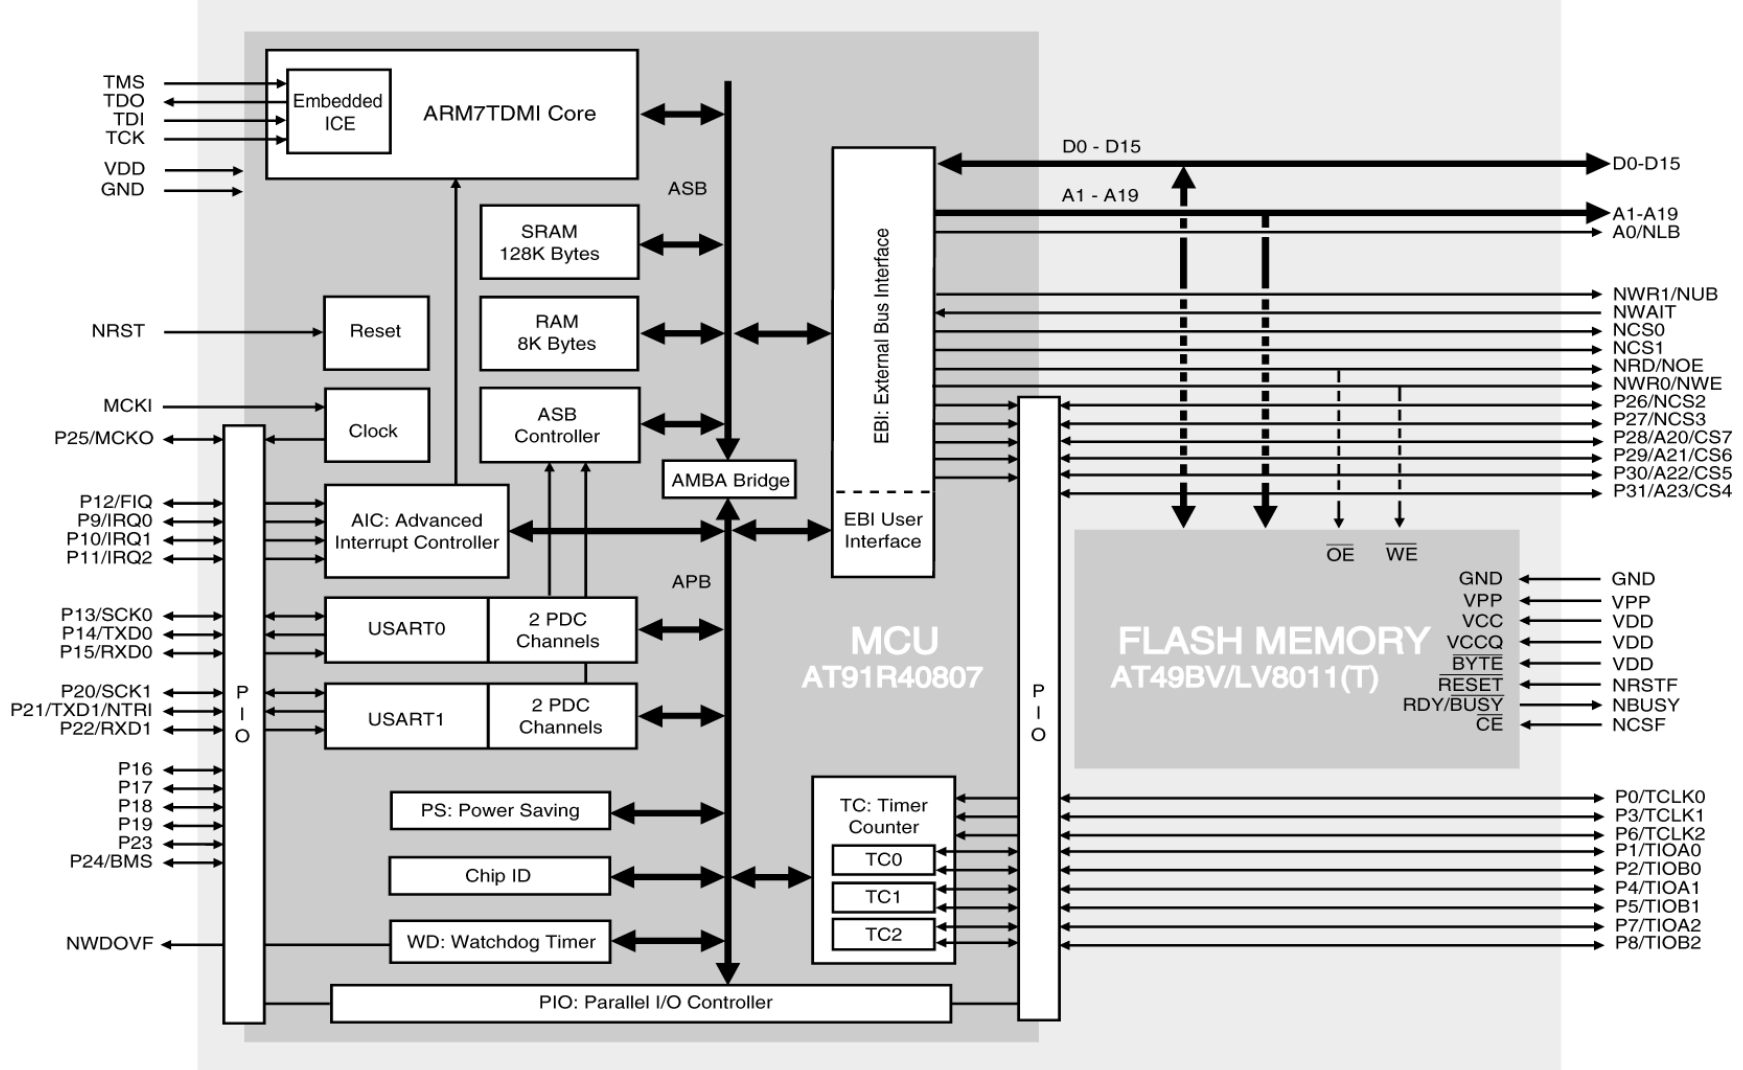 TMS
TDO
TDI
TCK
VDD
GND
NRST
MCKI
P25/MCKO
P12/FIQ
P9/IRQ0
P10/IRQ1
P11/IRQ2
P13/SCK0
P14/TXD0
P15/RXD0
P20/SCK1
P21/TXD1/NTRI
P22/RXD1
P16
P17
P18
P19
P23
P24/BMS
NWDOVF
P
I
O
Embedded
ICE
ARM7TDMI Core
ASB
SRAM
128K Bytes
RAM
8K Bytes
Reset
Clock
ASB
Controller
AMBA Bridge
AIC: Advanced
Interrupt Controller
APB
USART0
2 PDC
Channels
USART1
2 PDC
Channels
PS: Power Saving
Chip ID
WD: Watchdog Timer
PIO: Parallel I/O Controller
EBI: External Bus Interface
EBI User
Interface
MCU
AT91R40807
TC: Timer
Counter
TC0
TC1
TC2
P
I
O
D0 - D15
A1 - A19
OE
WE
FLASH MEMORY
AT49BV/LV8011(T)
GND
VPP
VCC
VCCQ
BYTE
RESET
RDY/BUSY
CE
D0-D15
A1-A19
A0/NLB
NWR1/NUB
NWAIT
NCS0
NCS1
NRD/NOE
NWR0/NWE
P26/NCS2
P27/NCS3
P28/A20/CS7
P29/A21/CS6
P30/A22/CS5
P31/A23/CS4
GND
VPP
VDD
VDD
VDD
NRSTF
NBUSY
NCSF
P0/TCLK0
P3/TCLK1
P6/TCLK2
P1/TIOA0
P2/TIOB0
P4/TIOA1
P5/TIOB1
P7/TIOA2
P8/TIOB2